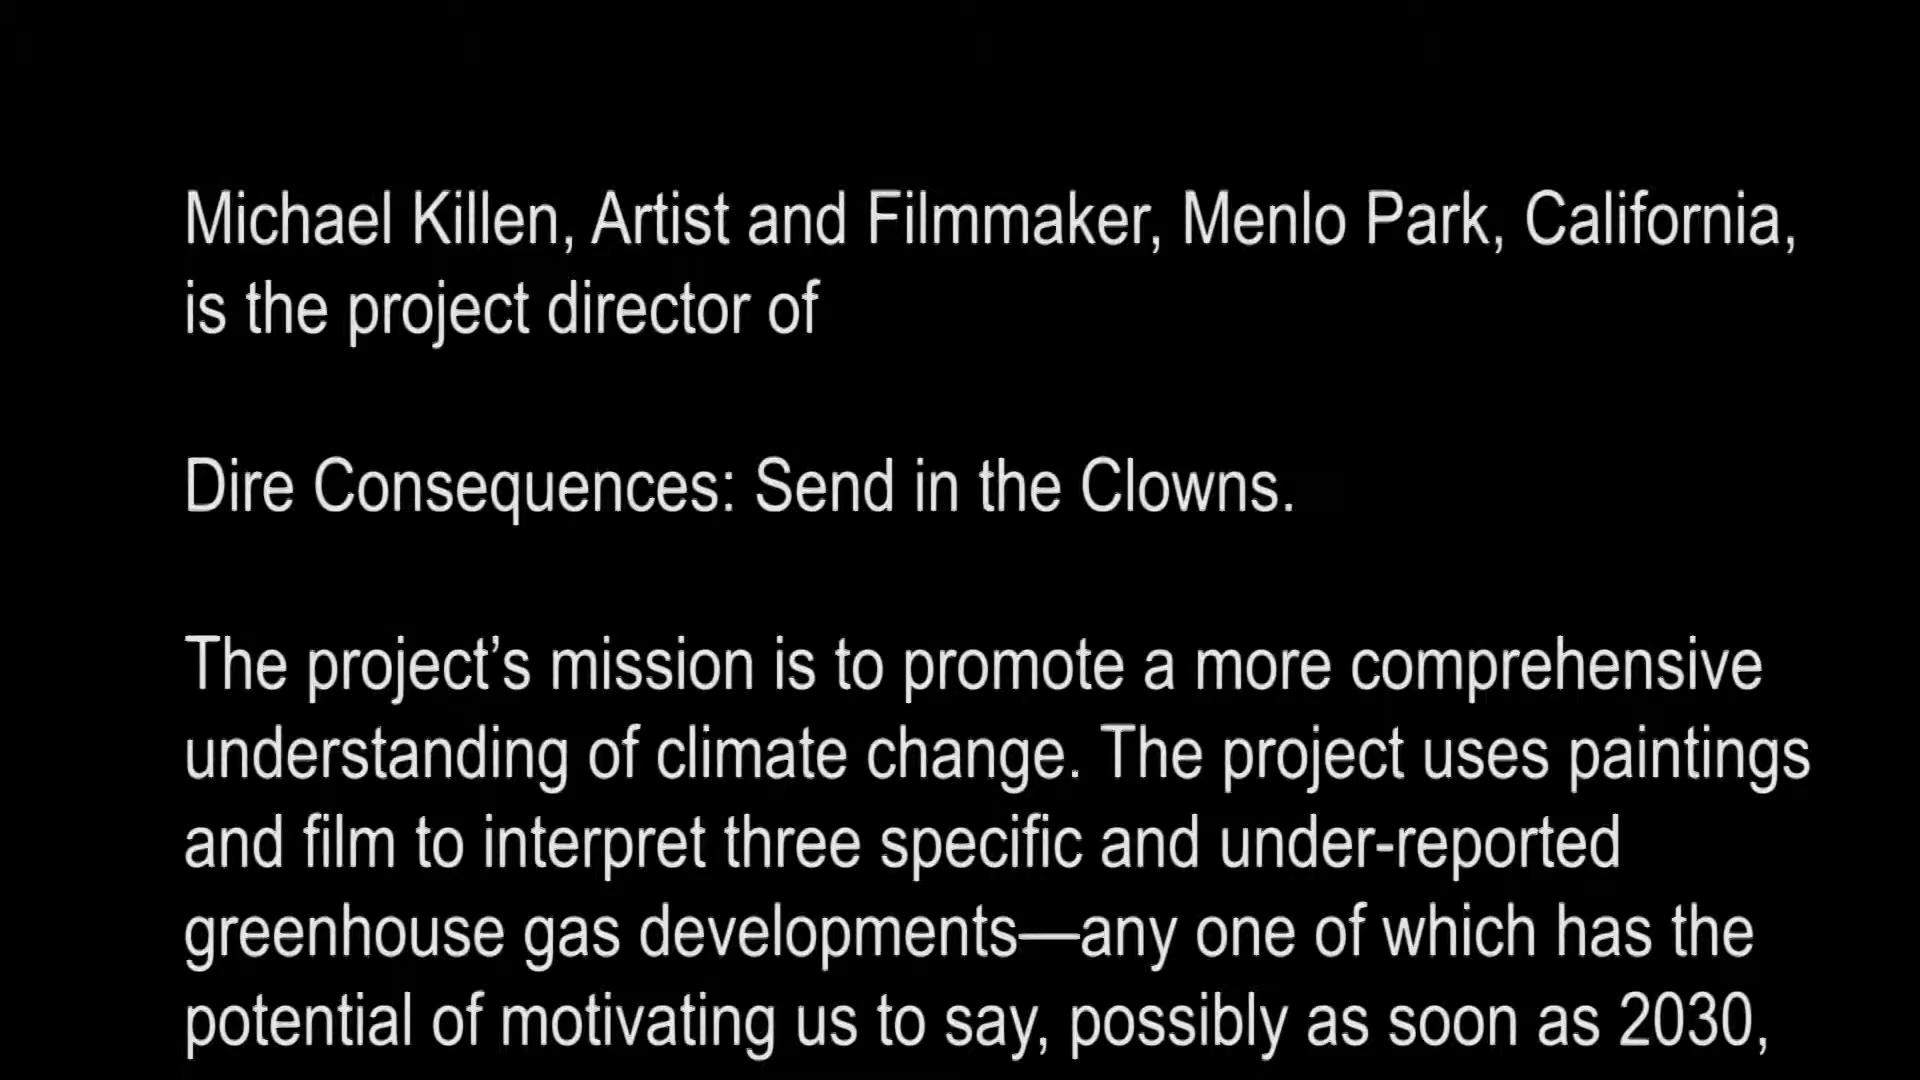 Michael Killen, Artist and Filmmaker, Menlo Park, California,
is the project director of
Dire Consequences: Send in the Clowns.
The project’s mission is to promote a more comprehensive
understanding of climate change. The project uses paintings
and film to interpret three specific and under-reported
greenhouse gas developments—any one of which has the
potential of motivating us to say, possibly as soon as 2030,